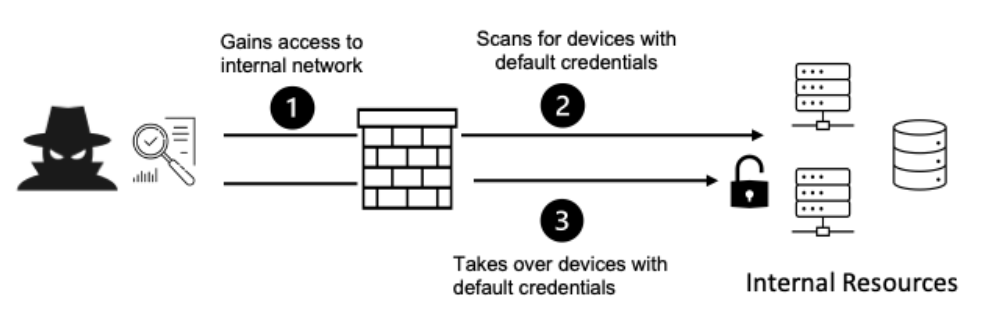 Gains access to
internal network
1
Scans for devices with
default credentials
2
3
Takes over devices with
default credentials
Internal Resources